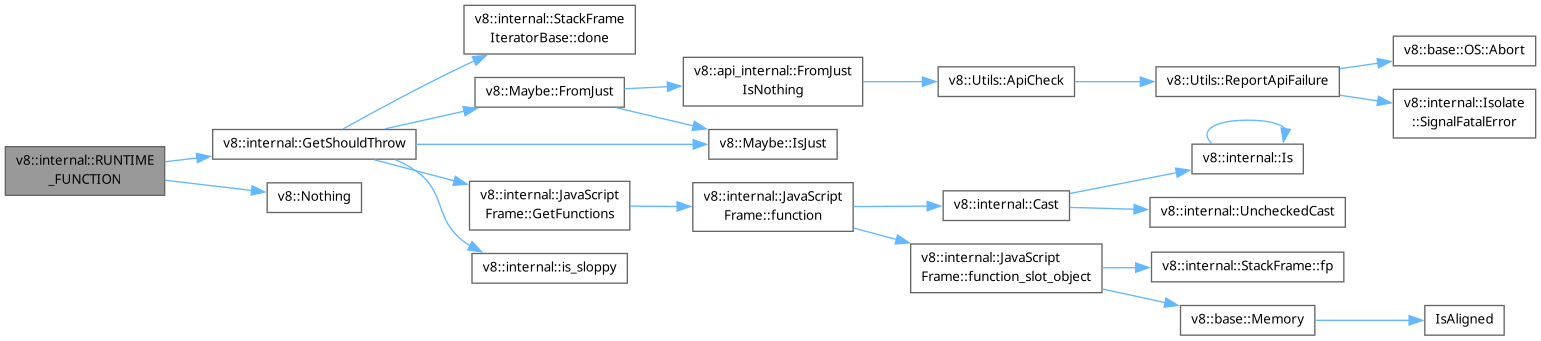 v8::internal::RUNTIME
_FUNCTION
v8::internal::GetShouldThrow
v8::Nothing
v8::internal::StackFrame
IteratorBase::done
v8::Maybe::FromJust
v8::internal::JavaScript
Frame::GetFunctions
v8::internal::is_sloppy
v8::api_internal::FromJust
IsNothing
v8::Maybe::IsJust
v8::internal::JavaScript
Frame::function
v8::Utils::ApiCheck
v8::internal::Cast
v8::internal::JavaScript
Frame::function_slot_object
v8::Utils::ReportApiFailure
v8::internal::Is
v8::internal::UncheckedCast
v8::internal::StackFrame::fp
v8::base::Memory
v8::base::OS::Abort
v8::internal::Isolate
::SignalFatalError
IsAligned